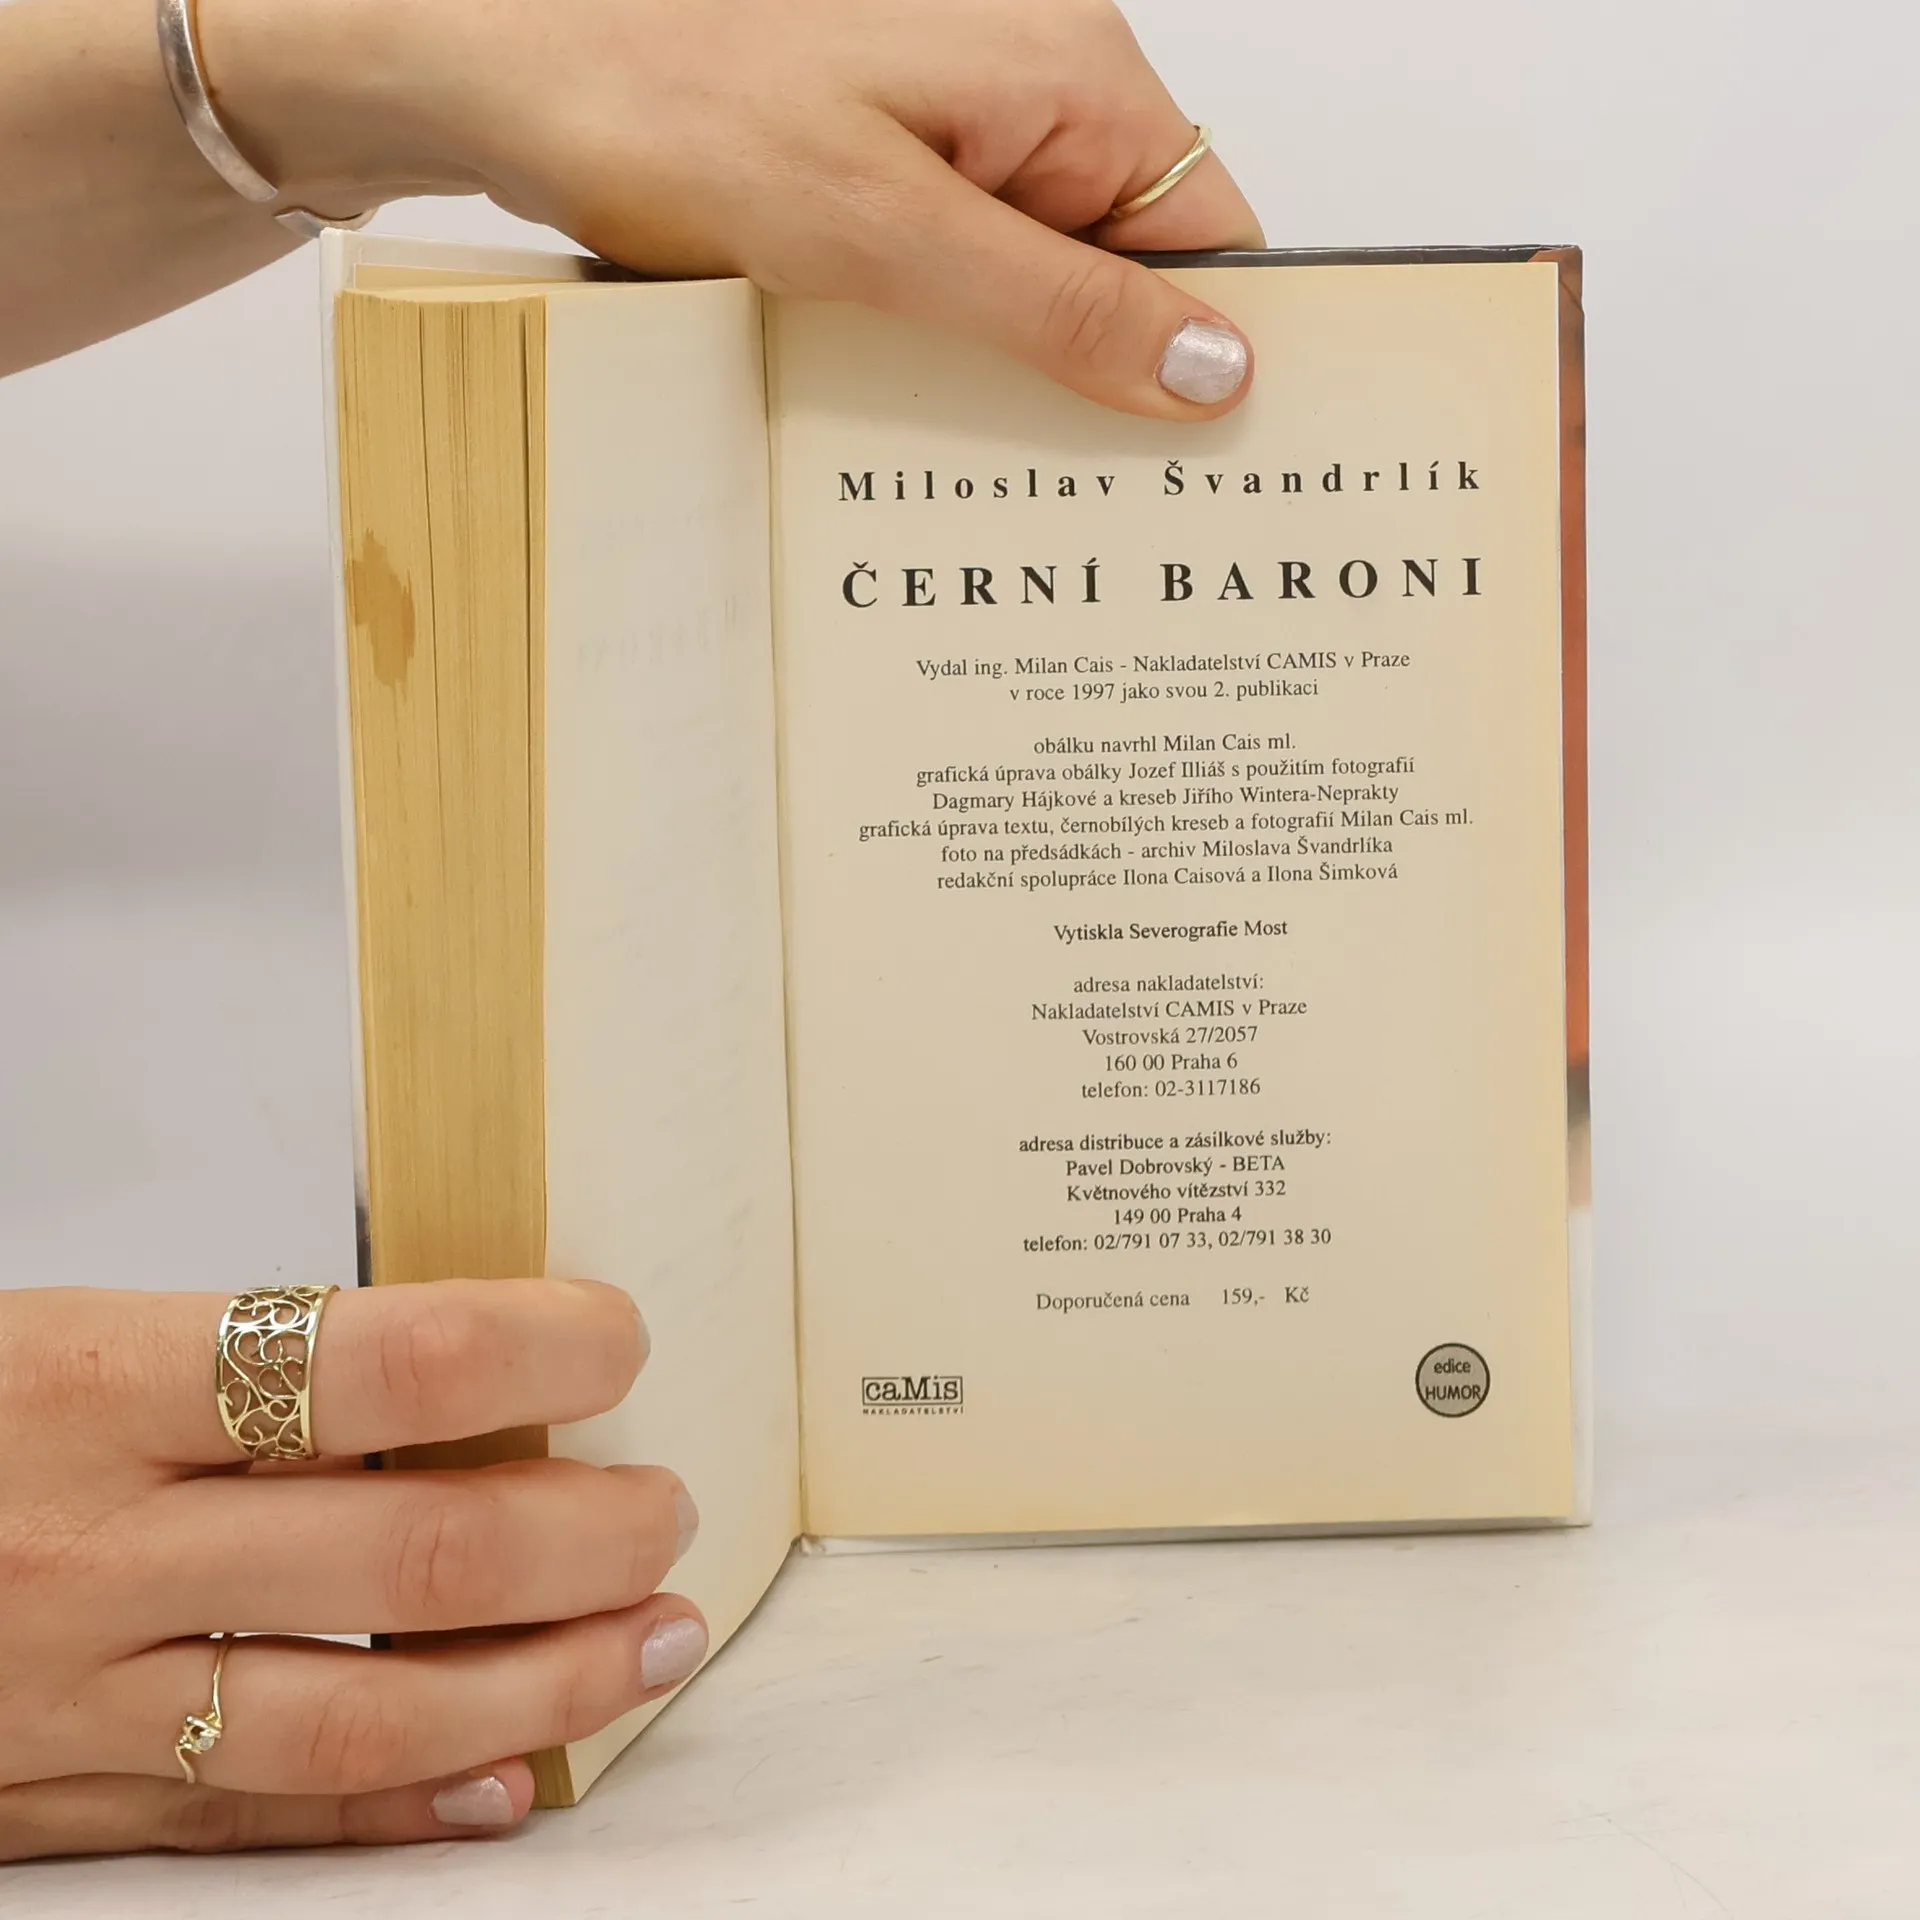 Miloslav Švandrlík
ČERNÍ BARONI
Vydal ing. Milan Cais - Nakladatelství CAMIS v Praze
v roce 1997 jako svou 2. publikaci
obálku navrhl Milan Cais ml.
grafická úprava obálky Jozef Illiáš s použitím fotografií
Dagmary Hájkové a kreseb Jiřího Wintera-Neprakty
grafická úprava textu, černobílých kreseb a fotografií Milan Cais ml.
foto na předsádkách - archiv Miloslava Švandrlíka
redakční spolupráce Ilona Caisová a Ilona Šimková
Vytiskla Severografie Most
adresa nakladatelství:
Nakladatelství CAMIS v Praze
Vostrovská 27/2057
160 00 Praha 6
telefon: 02-3117186
adresa distribuce a zásilkové služby:
Pavel Dobrovský - BETA
Květnového vítězství 332
149 00 Praha 4
telefon: 02/791 07 33, 02/791 38 30
Doporučená cena 159,- Kč
caMis
NAKLADATELSTVÍ
edice
HUMOR